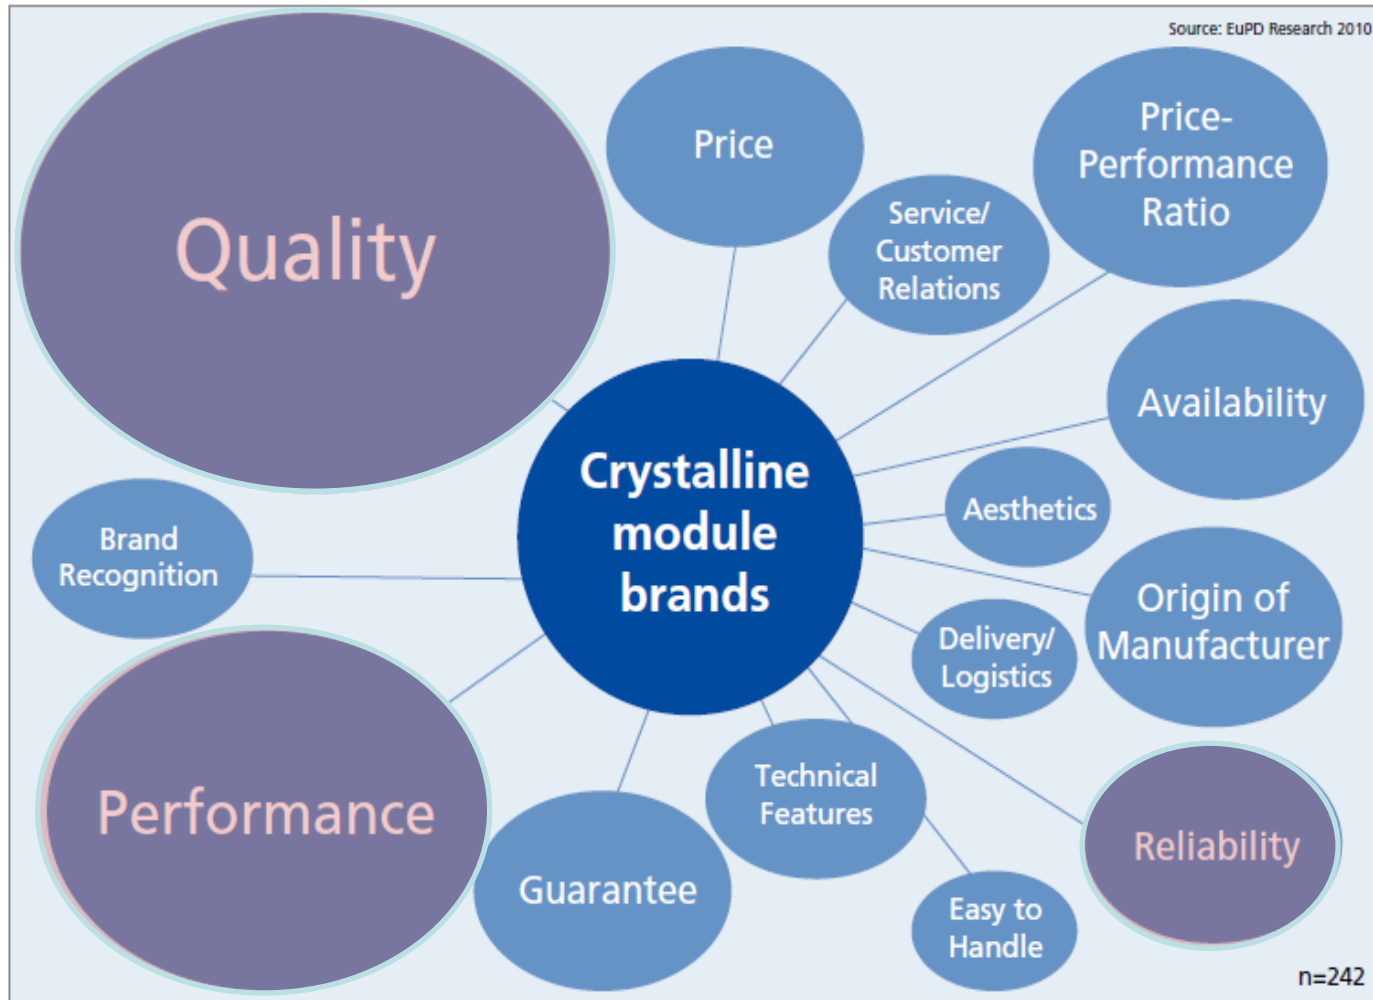 Source: EuPD Research 2010
Quality
Price
Price-
Performance
Ratio
Service/
Customer
Relations
Availability
Crystalline
module
brands
Aesthetics
Brand
Recognition
Origin of
Manufacturer
Delivery/
Logistics
Performance
Technical
Features
Reliability
Guarantee
Easy to
Handle
n=242